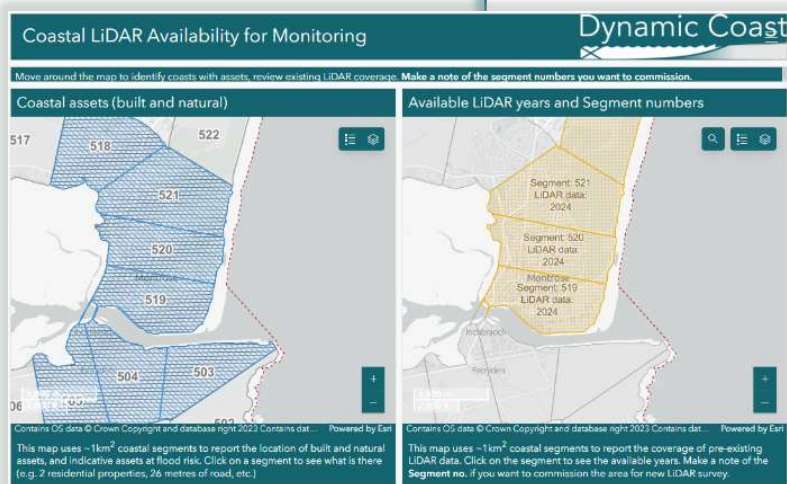 Coastal LiDAR Availability for Monitoring
Dynamic Coast
Move around the map to identify coasts with assets, review existing LiDAR coverage. Make a note of the segment numbers you want to commission.
Coastal assets (built and natural)
517
518
522
521
520
Montrose
519
504
503
502
Contains OS data © Crown Copyright and database right 2023 Contains dat...
Powered by Esri
This map uses ~1km² coastal segments to report the location of built and natural
assets, and indicative assets at flood risk. Click on a segment to see what is there
(e.g. 2 residential properties, 26 metres of road, etc.)
Available LiDAR years and Segment numbers
Segment: 521
LiDAR data:
2024
Segment: 520
LiDAR data:
2024
Montrose
Segment: 519
LiDAR data:
2024
Ferryden
Contains OS data © Crown Copyright and database right 2023 Contains dat...
Powered by Esri
This map uses ~1km² coastal segments to report the coverage of pre-existing
LiDAR data. Click on the segment to see the available years. Make a note of the
Segment no. if you want to commission the area for new LiDAR survey.